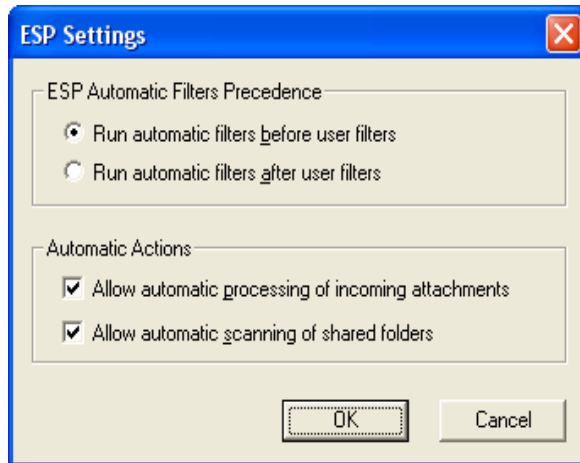 ESP Settings
ESP Automatic Filters Precedence
Run automatic filters before user filters
Run automatic filters after user filters
Automatic Actions
Allow automatic processing of incoming attachments
Allow automatic scanning of shared folders
OK Cancel